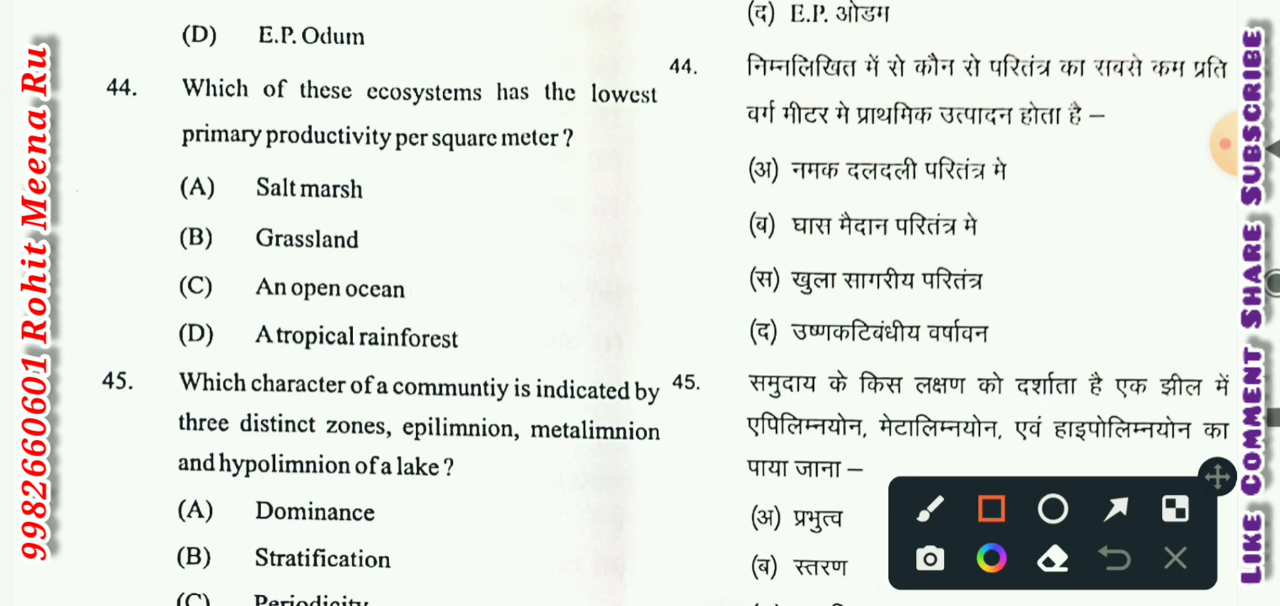 9982660601 Rohit Meena Ru
(D) E.P. Odum
44. Which of these ecosystems has the lowest
primary productivity per square meter ?
(A) Salt marsh
(B) Grassland
(C) An open ocean
(D) A tropical rainforest
45. Which character of a communtiy is indicated by
three distinct zones, epilimnion, metalimnion
and hypolimnion of a lake ?
(A) Dominance
(B) Stratification
(C) Periodicity
(द) E.P. ओडम
44. निम्नलिखित में रो कौन रो परितंत्र का सबसे कम प्रति
वर्ग मीटर मे प्राथमिक उत्पादन होता है –
(अ) नमक दलदली परितंत्र मे
(ब) घास मैदान परितंत्र मे
(स) खुला सागरीय परितंत्र
(द) उष्णकटिवंधीय वर्षावन
45. समुदाय के किस लक्षण को दर्शाता है एक झील में
एपिलिम्नयोन, मेटालिम्नयोन, एवं हाइपोलिम्नयोन का
पाया जाना –
(अ) प्रभुत्व
(ब) स्तरण
LIKE COMMENT SHARE SUBSCRIBE